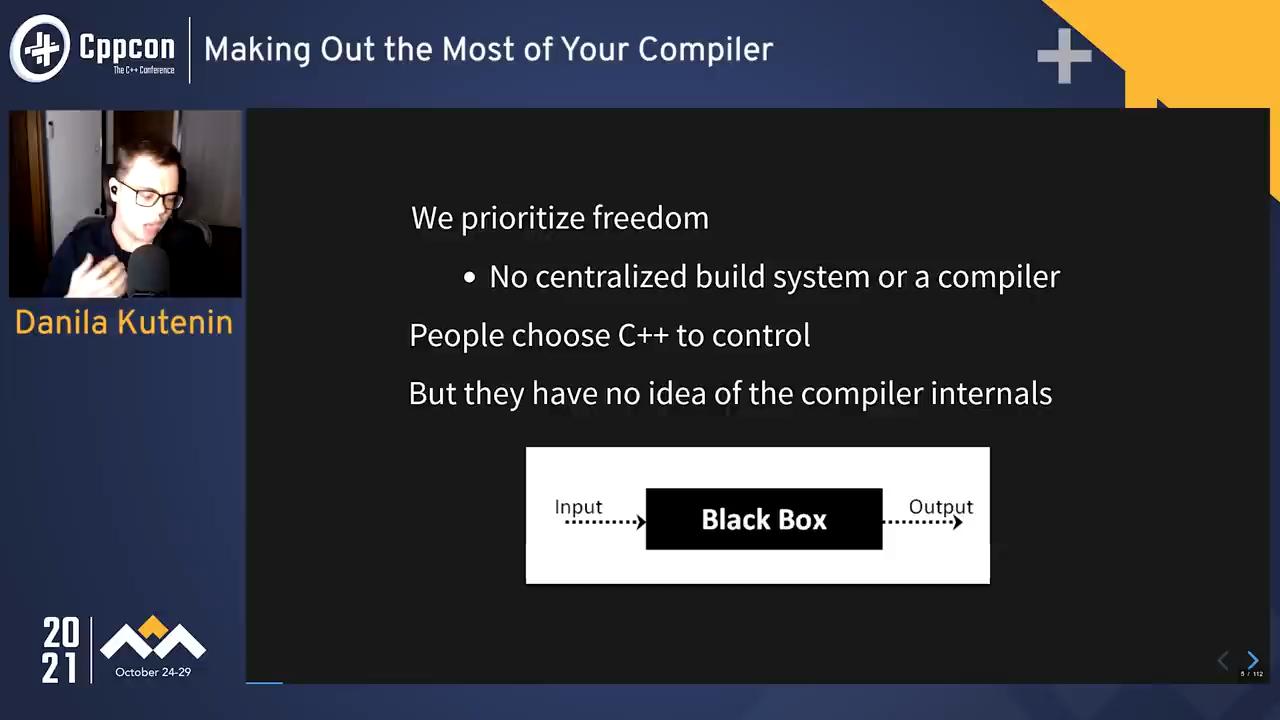 Cppcon
The C++ Conference
Making Out the Most of Your Compiler
Danila Kutenin
We prioritize freedom
• No centralized build system or a compiler
People choose C++ to control
But they have no idea of the compiler internals
Input
Black Box
Output
20
21
October 24-29
5 / 112